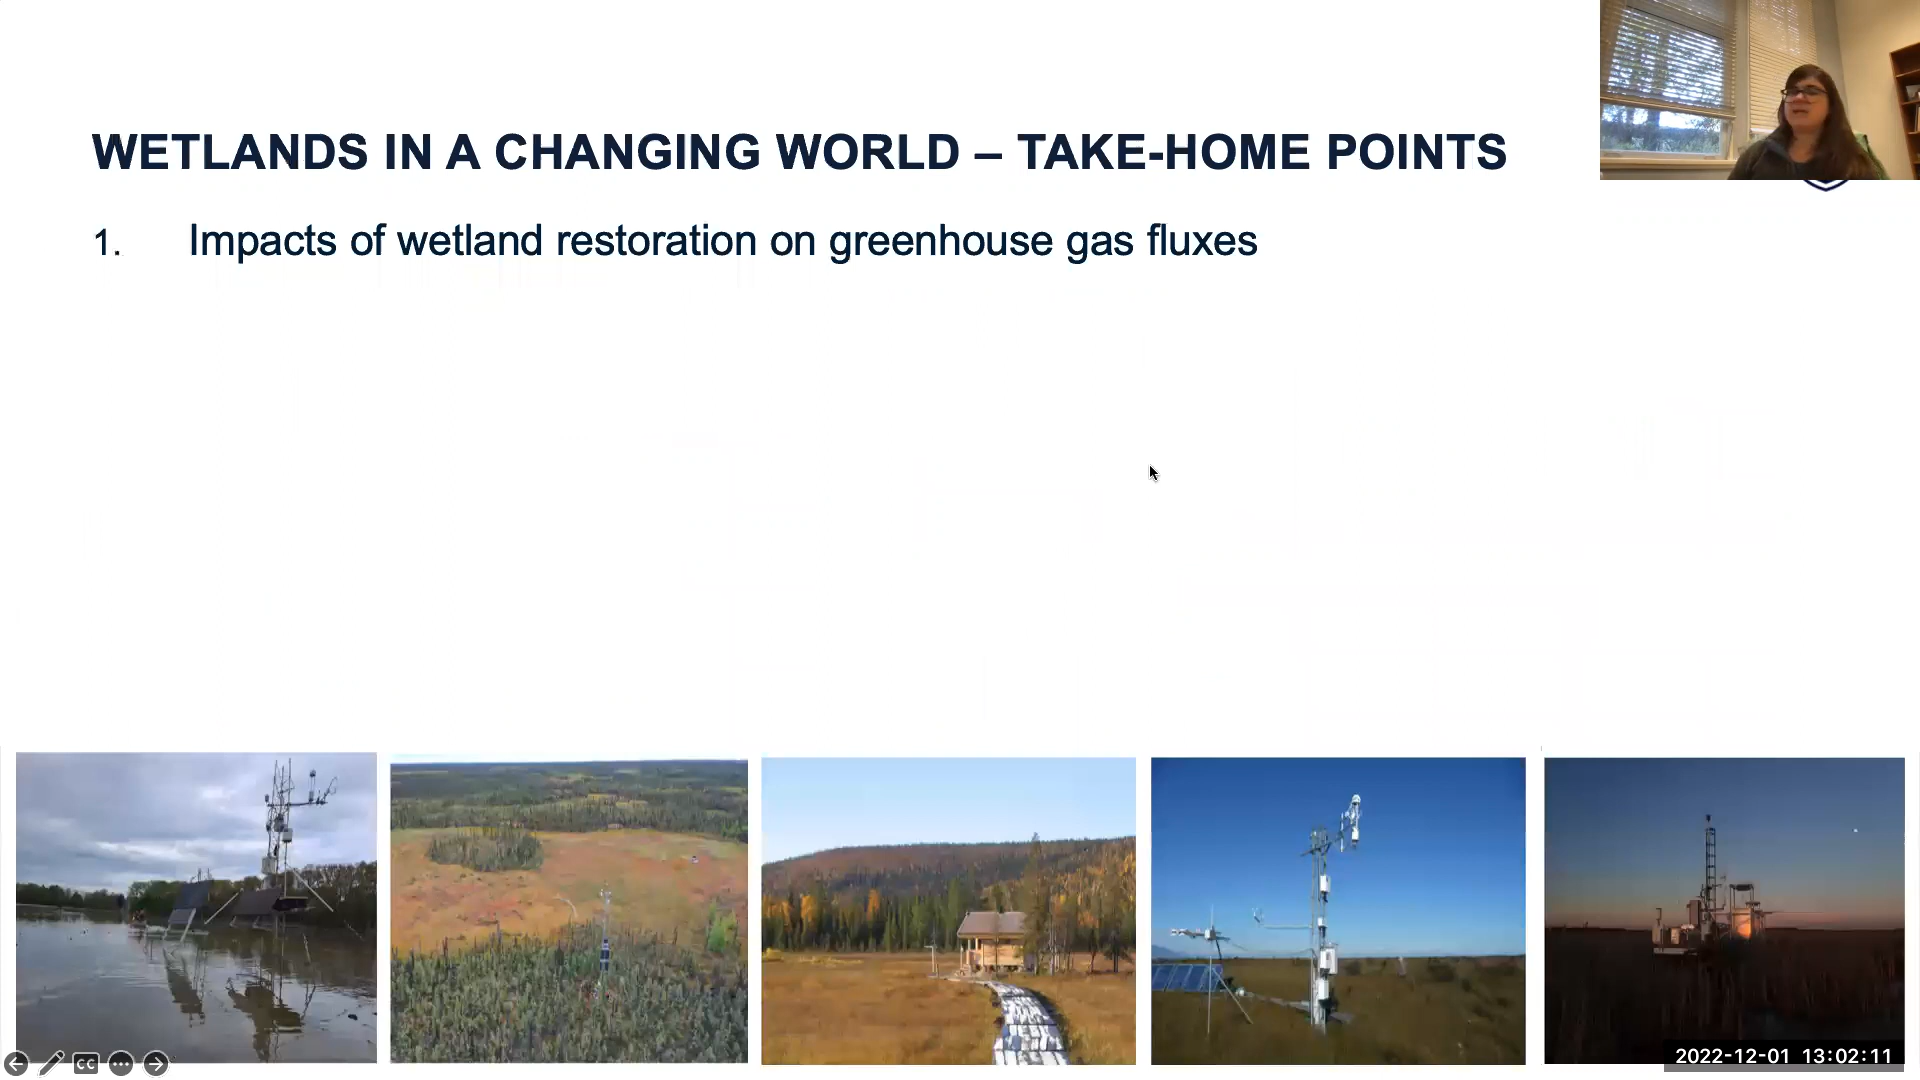 WETLANDS IN A CHANGING WORLD – TAKE-HOME POINTS
1. Impacts of wetland restoration on greenhouse gas fluxes
CC
2022-12-01 13:02:11